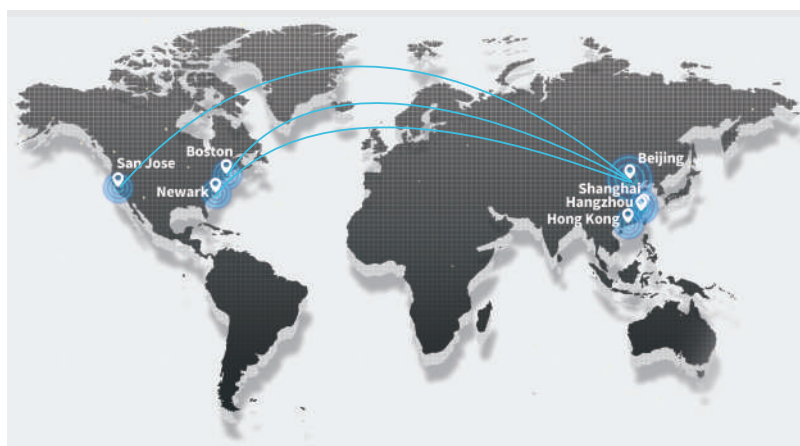 San Jose
Boston
Newark
Beijing
Shanghai
Hangzhou
Hong Kong